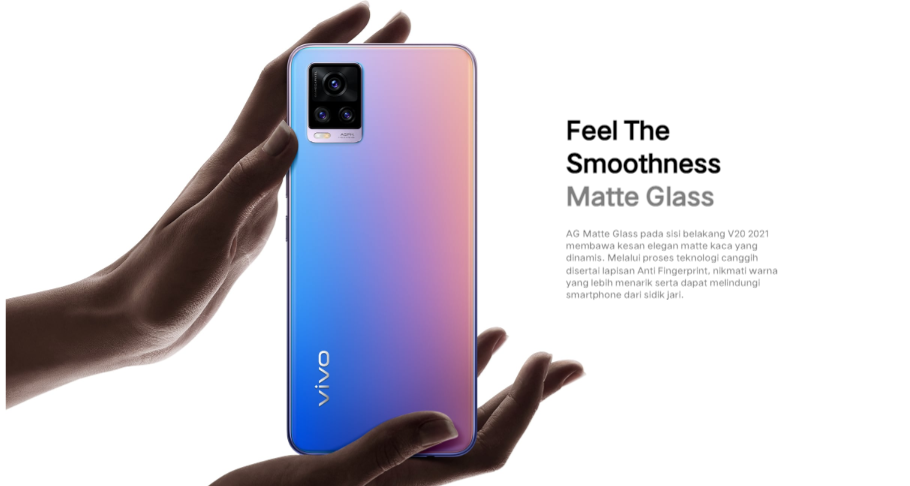 Feel The
Smoothness
Matte Glass
AG Matte Glass pada sisi belakang V20 2021
membawa kesan elegan matte kaca yang
dinamis. Melalui proses teknologi canggih
disertai lapisan Anti Fingerprint, nikmati warna
yang lebih menarik serta dapat melindungi
smartphone dari sidik jari.
vivo